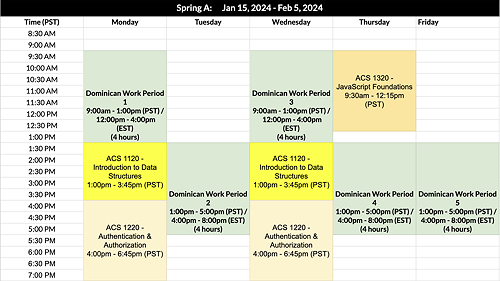 Spring A: Jan 15, 2024 - Feb 5, 2024
Time (PST) Monday Tuesday Wednesday Thursday Friday
8:30 AM
9:00 AM
9:30 AM
10:00 AM
10:30 AM
11:00 AM
11:30 AM
12:00 PM
12:30 PM
1:00 PM
1:30 PM
2:00 PM
2:30 PM
3:00 PM
3:30 PM
4:00 PM
4:30 PM
5:00 PM
5:30 PM
6:00 PM
6:30 PM
7:00 PM
Dominican Work Period
1
9:00am - 1:00pm (PST) /
12:00pm - 4:00pm
(EST)
(4 hours)
ACS 1120 -
Introduction to Data
Structures
1:00pm - 3:45pm (PST)
ACS 1220 -
Authentication &
Authorization
4:00pm - 6:45pm (PST)
Dominican Work Period
2
1:00pm - 5:00pm (PST) /
4:00pm - 8:00pm (EST)
(4 hours)
Dominican Work Period
3
9:00am - 1:00pm (PST) /
12:00pm - 4:00pm
(EST)
(4 hours)
ACS 1120 -
Introduction to Data
Structures
1:00pm - 3:45pm (PST)
ACS 1220 -
Authentication &
Authorization
4:00pm - 6:45pm (PST)
ACS 1320 -
JavaScript Foundations
9:30am - 12:15pm
(PST)
Dominican Work Period
4
1:00pm - 5:00pm (PST) /
4:00pm - 8:00pm (EST)
(4 hours)
Dominican Work Period
5
1:00pm - 5:00pm (PST) /
4:00pm - 8:00pm (EST)
(4 hours)